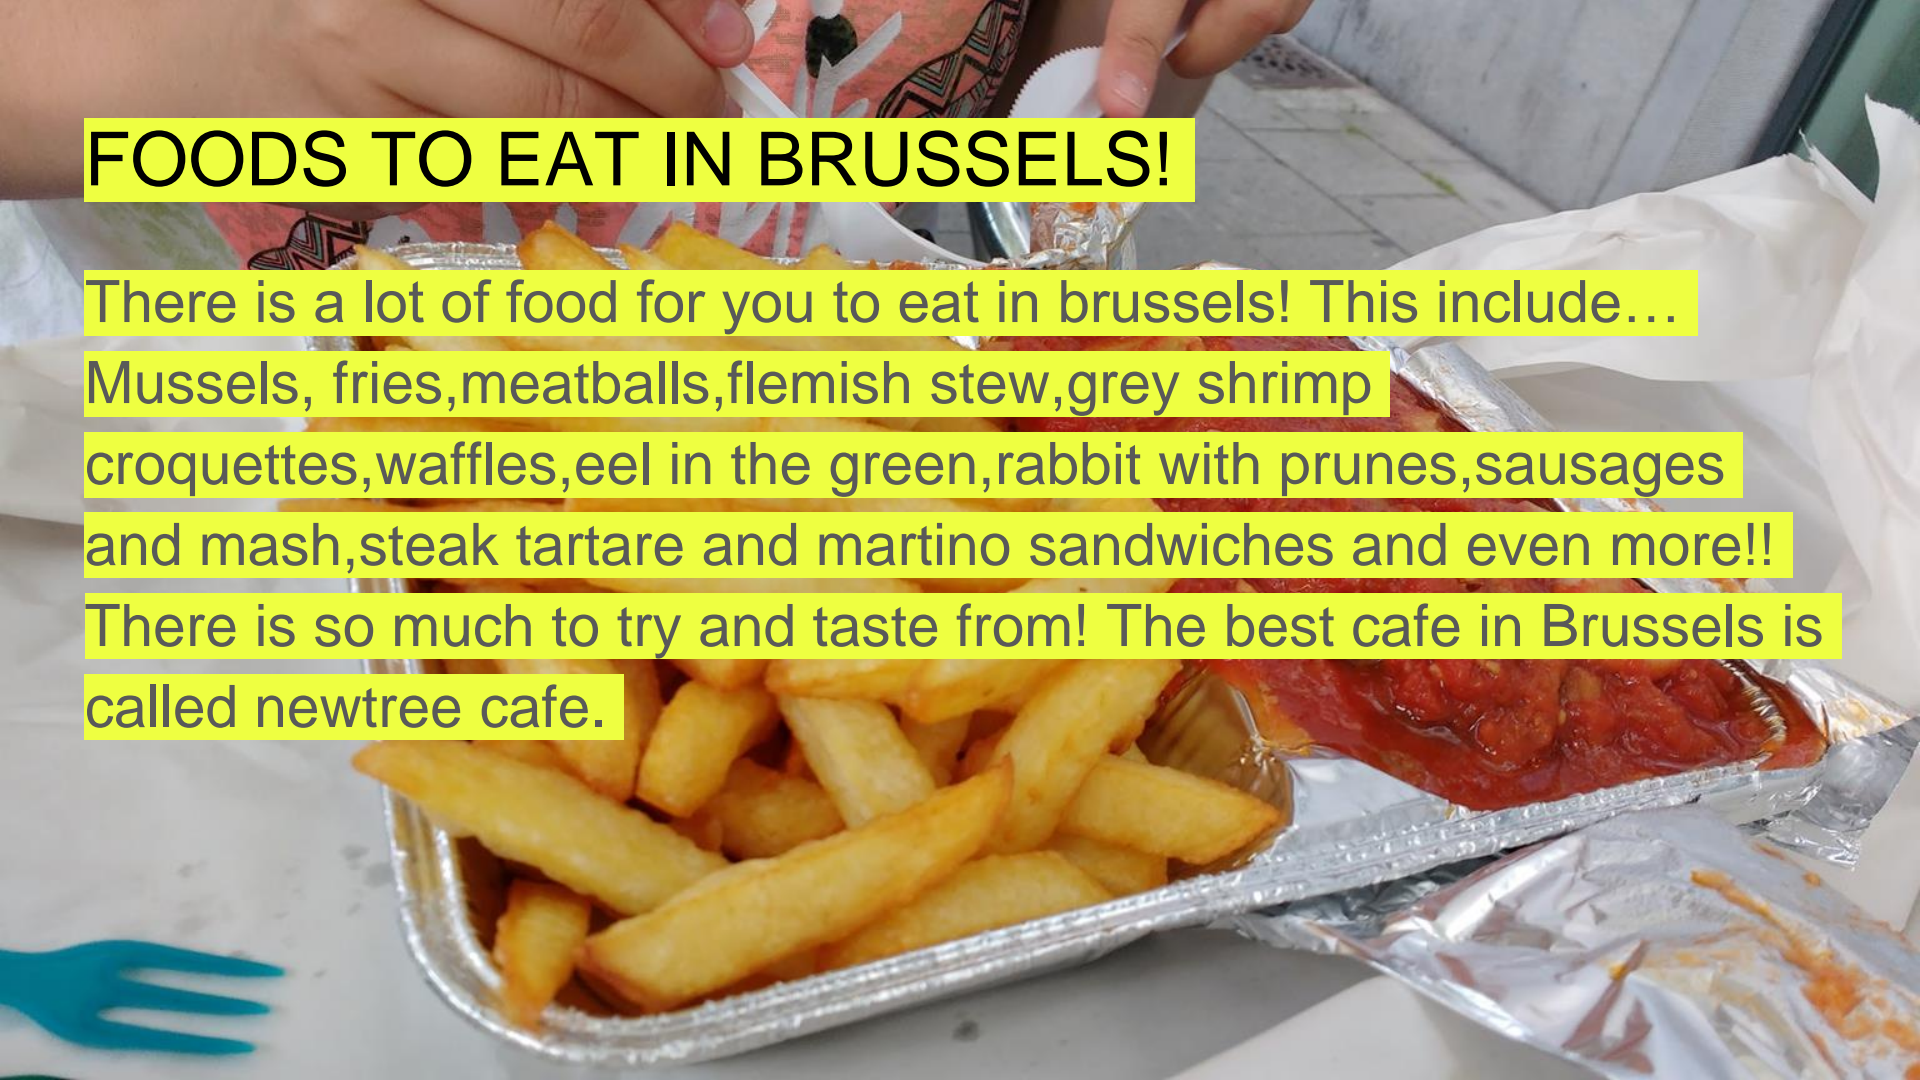 FOODS TO EAT IN BRUSSELS!
There is a lot of food for you to eat in brussels! This include…
Mussels, fries,meatballs,flemish stew,grey shrimp
croquettes,waffles,eel in the green,rabbit with prunes,sausages
and mash,steak tartare and martino sandwiches and even more!!
There is so much to try and taste from! The best cafe in Brussels is
called newtree cafe.